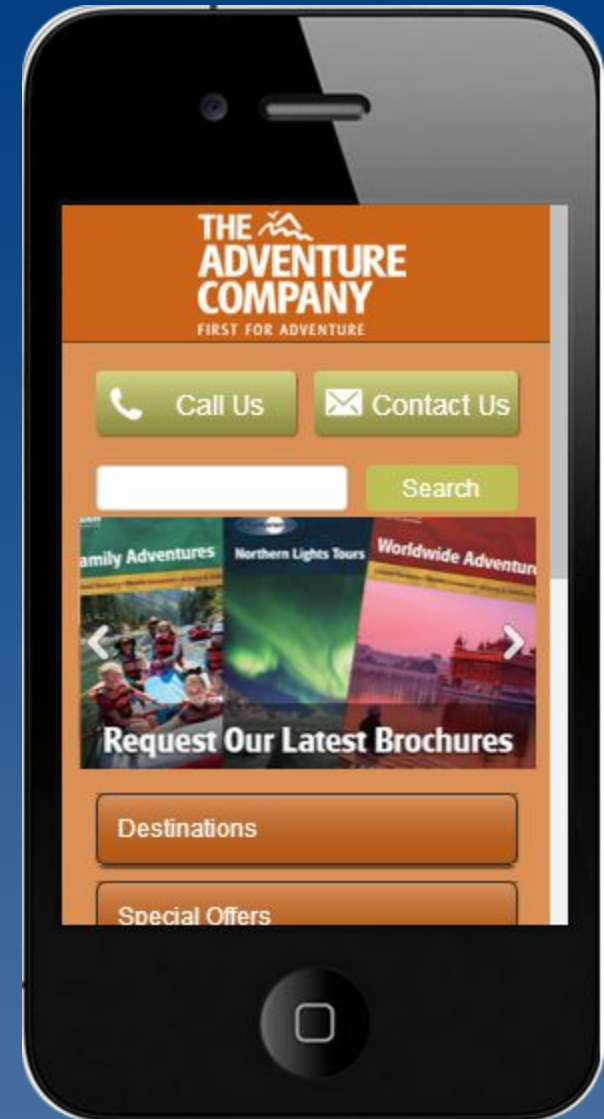 THE
ADVENTURE
COMPANY
FIRST FOR ADVENTURE
Call Us
Contact Us
Search
amily Adventures
Northern Lights Tours
Worldwide Adventur
Request Our Latest Brochures
Destinations
Special Offers